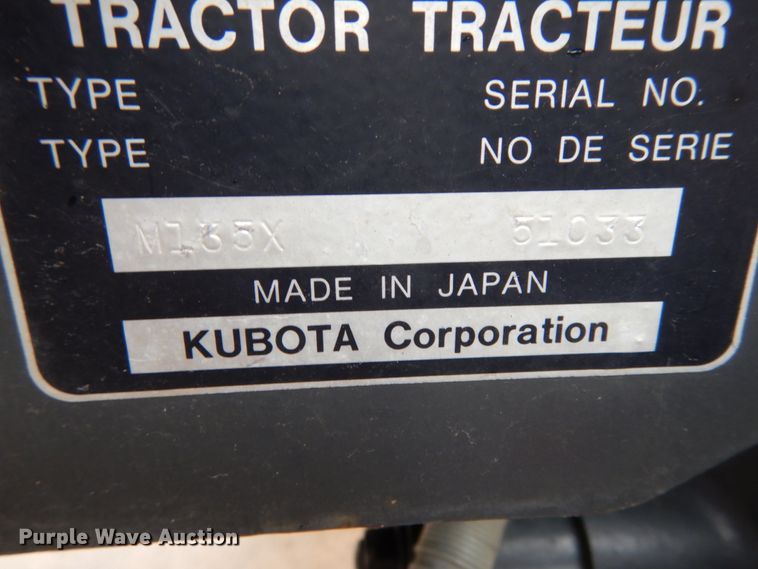 TRACTOR TRACTEUR
TYPE SERIAL NO.
TYPE NO DE SERIE
M135X 51033
MADE IN JAPAN
KUBOTA Corporation
Purple Wave Auction